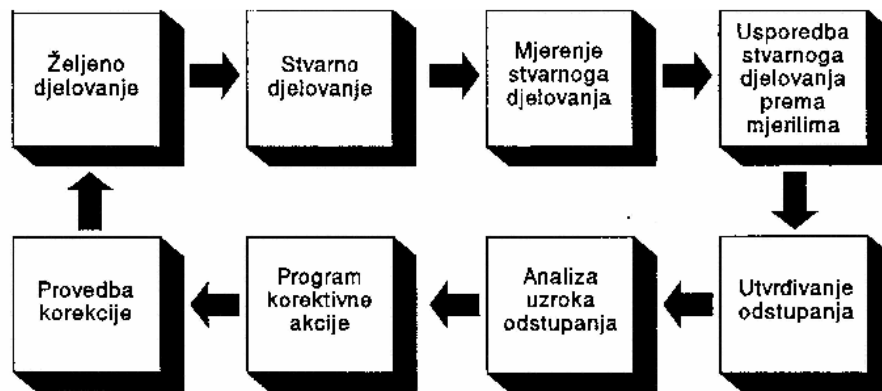 Željeno
djelovanje
Stvarno
djelovanje
Mjerenje
stvarnoga
djelovanja
Usporedba
stvarnoga
djelovanja
prema
mjerilima
Utvrđivanje
odstupanja
Analiza
uzroka
odstupanja
Program
korektivne
akcije
Provedba
korekcije